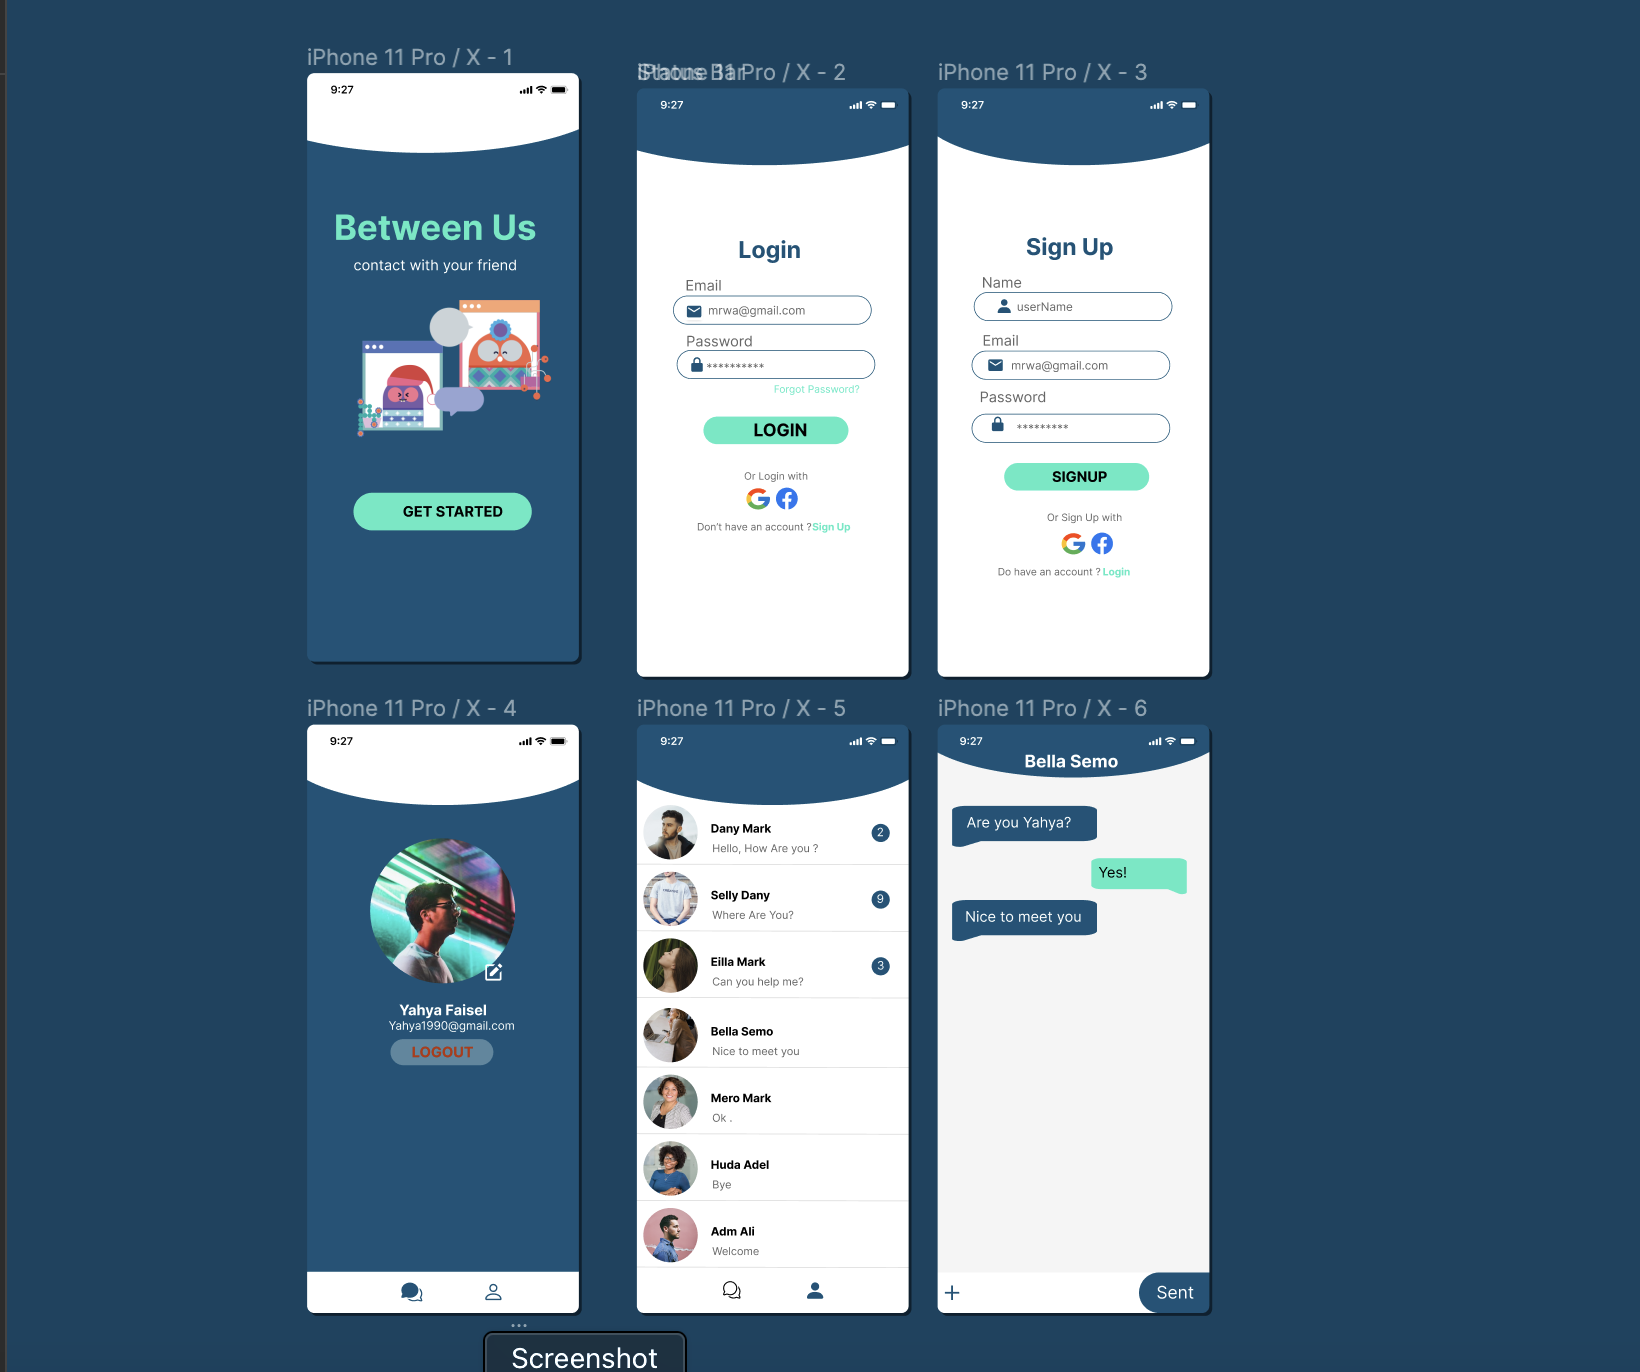 iPhone 11 Pro / X - 1
9:27
Between Us
contact with your friend
GET STARTED
iPhone 11 Pro / X - 2
Status Bar
9:27
Login
Email
mrwa@gmail.com
Password
**********
Forgot Password?
LOGIN
Or Login with
Don't have an account ?Sign Up
iPhone 11 Pro / X - 3
9:27
Sign Up
Name
userName
Email
mrwa@gmail.com
Password
*********
SIGNUP
Or Sign Up with
Do have an account ? Login
iPhone 11 Pro / X - 4
9:27
Yahya Faisel
Yahya1990@gmail.com
LOGOUT
iPhone 11 Pro / X - 5
9:27
Dany Mark
Hello, How Are you ?
2
Selly Dany
Where Are You?
9
Eilla Mark
Can you help me?
3
Bella Semo
Nice to meet you
Mero Mark
Ok .
Huda Adel
Bye
Adm Ali
Welcome
iPhone 11 Pro / X - 6
9:27
Bella Semo
Are you Yahya?
Yes!
Nice to meet you
Sent
...
Screenshot